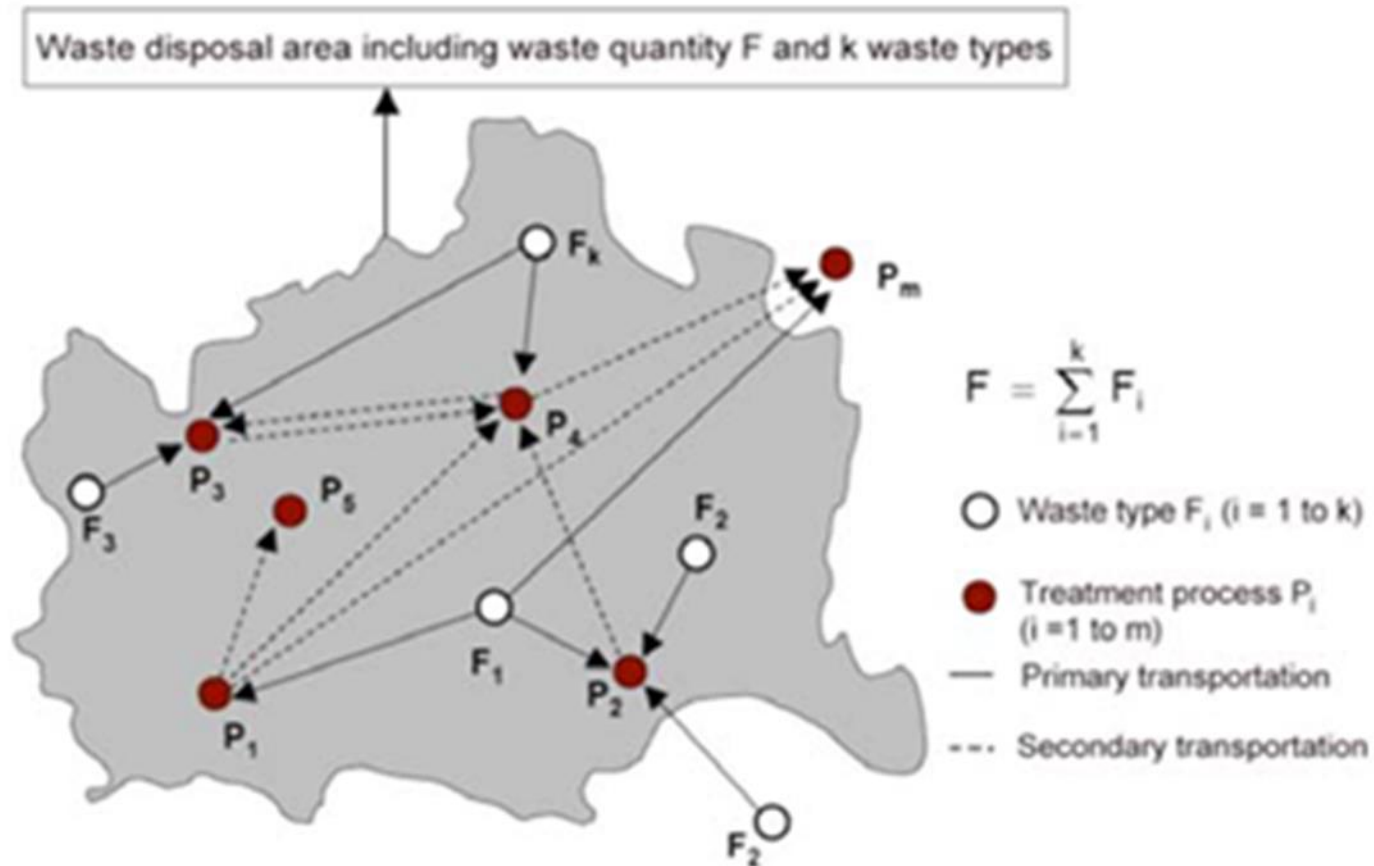 Waste disposal area including waste quantity F and k waste types
Fₖ
Pₘ
P₄
P₃
F₃
P₅
F₂
F₁
P₂
P₁
F₂
F = ∑ᵢ₌₁ᵏ Fᵢ
Waste type Fᵢ (i = 1 to k)
Treatment process Pᵢ
(i =1 to m)
Primary transportation
Secondary transportation